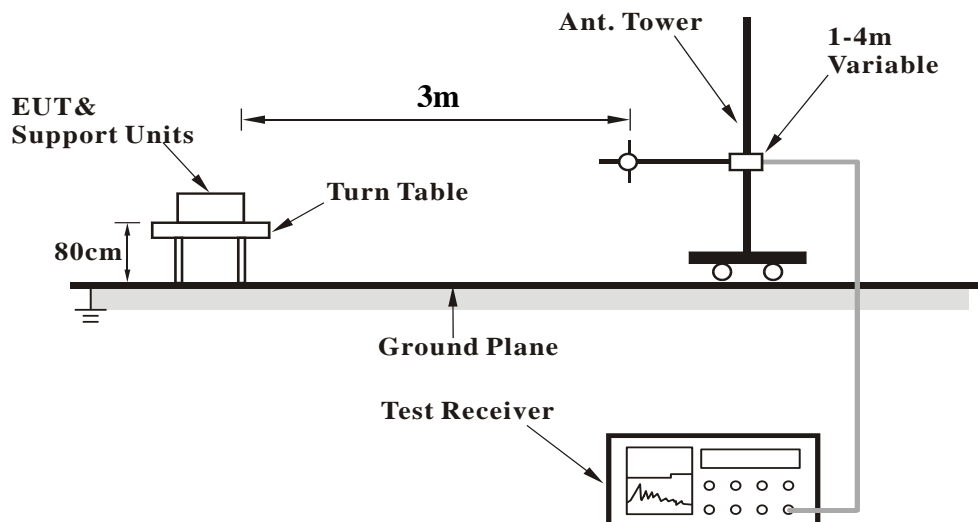 Ant. Tower
1-4m
Variable
3m
EUT&
Support Units
Turn Table
80cm
Ground Plane
Test Receiver